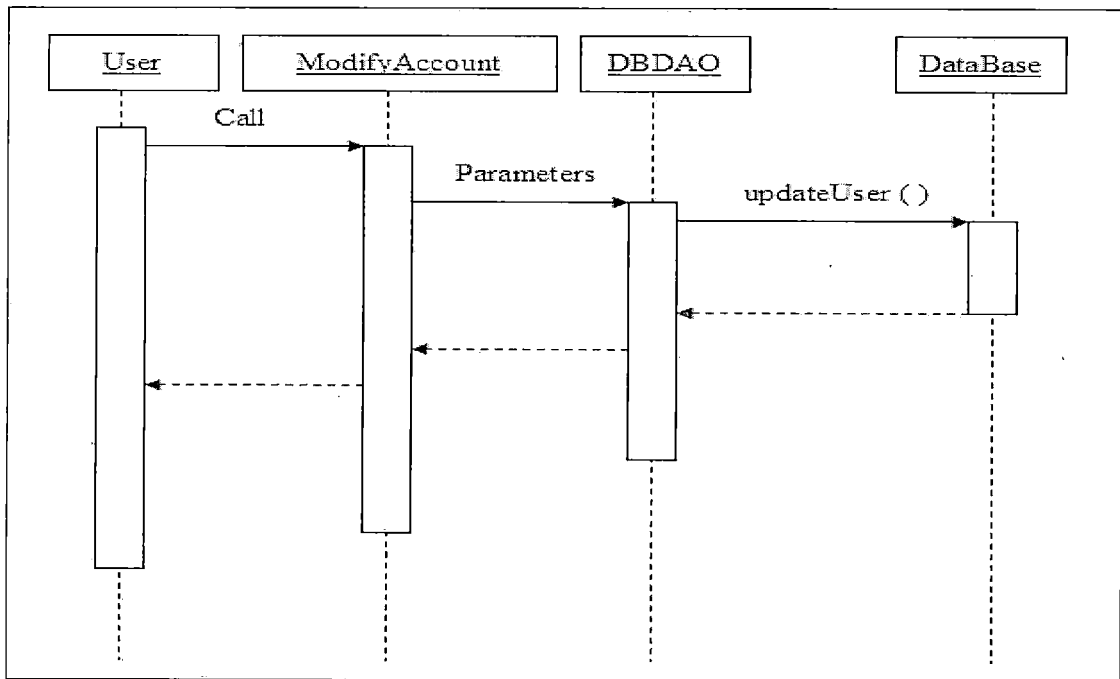 User
ModifyAccount
DBDAO
DataBase
Call
Parameters
updateUser ( )